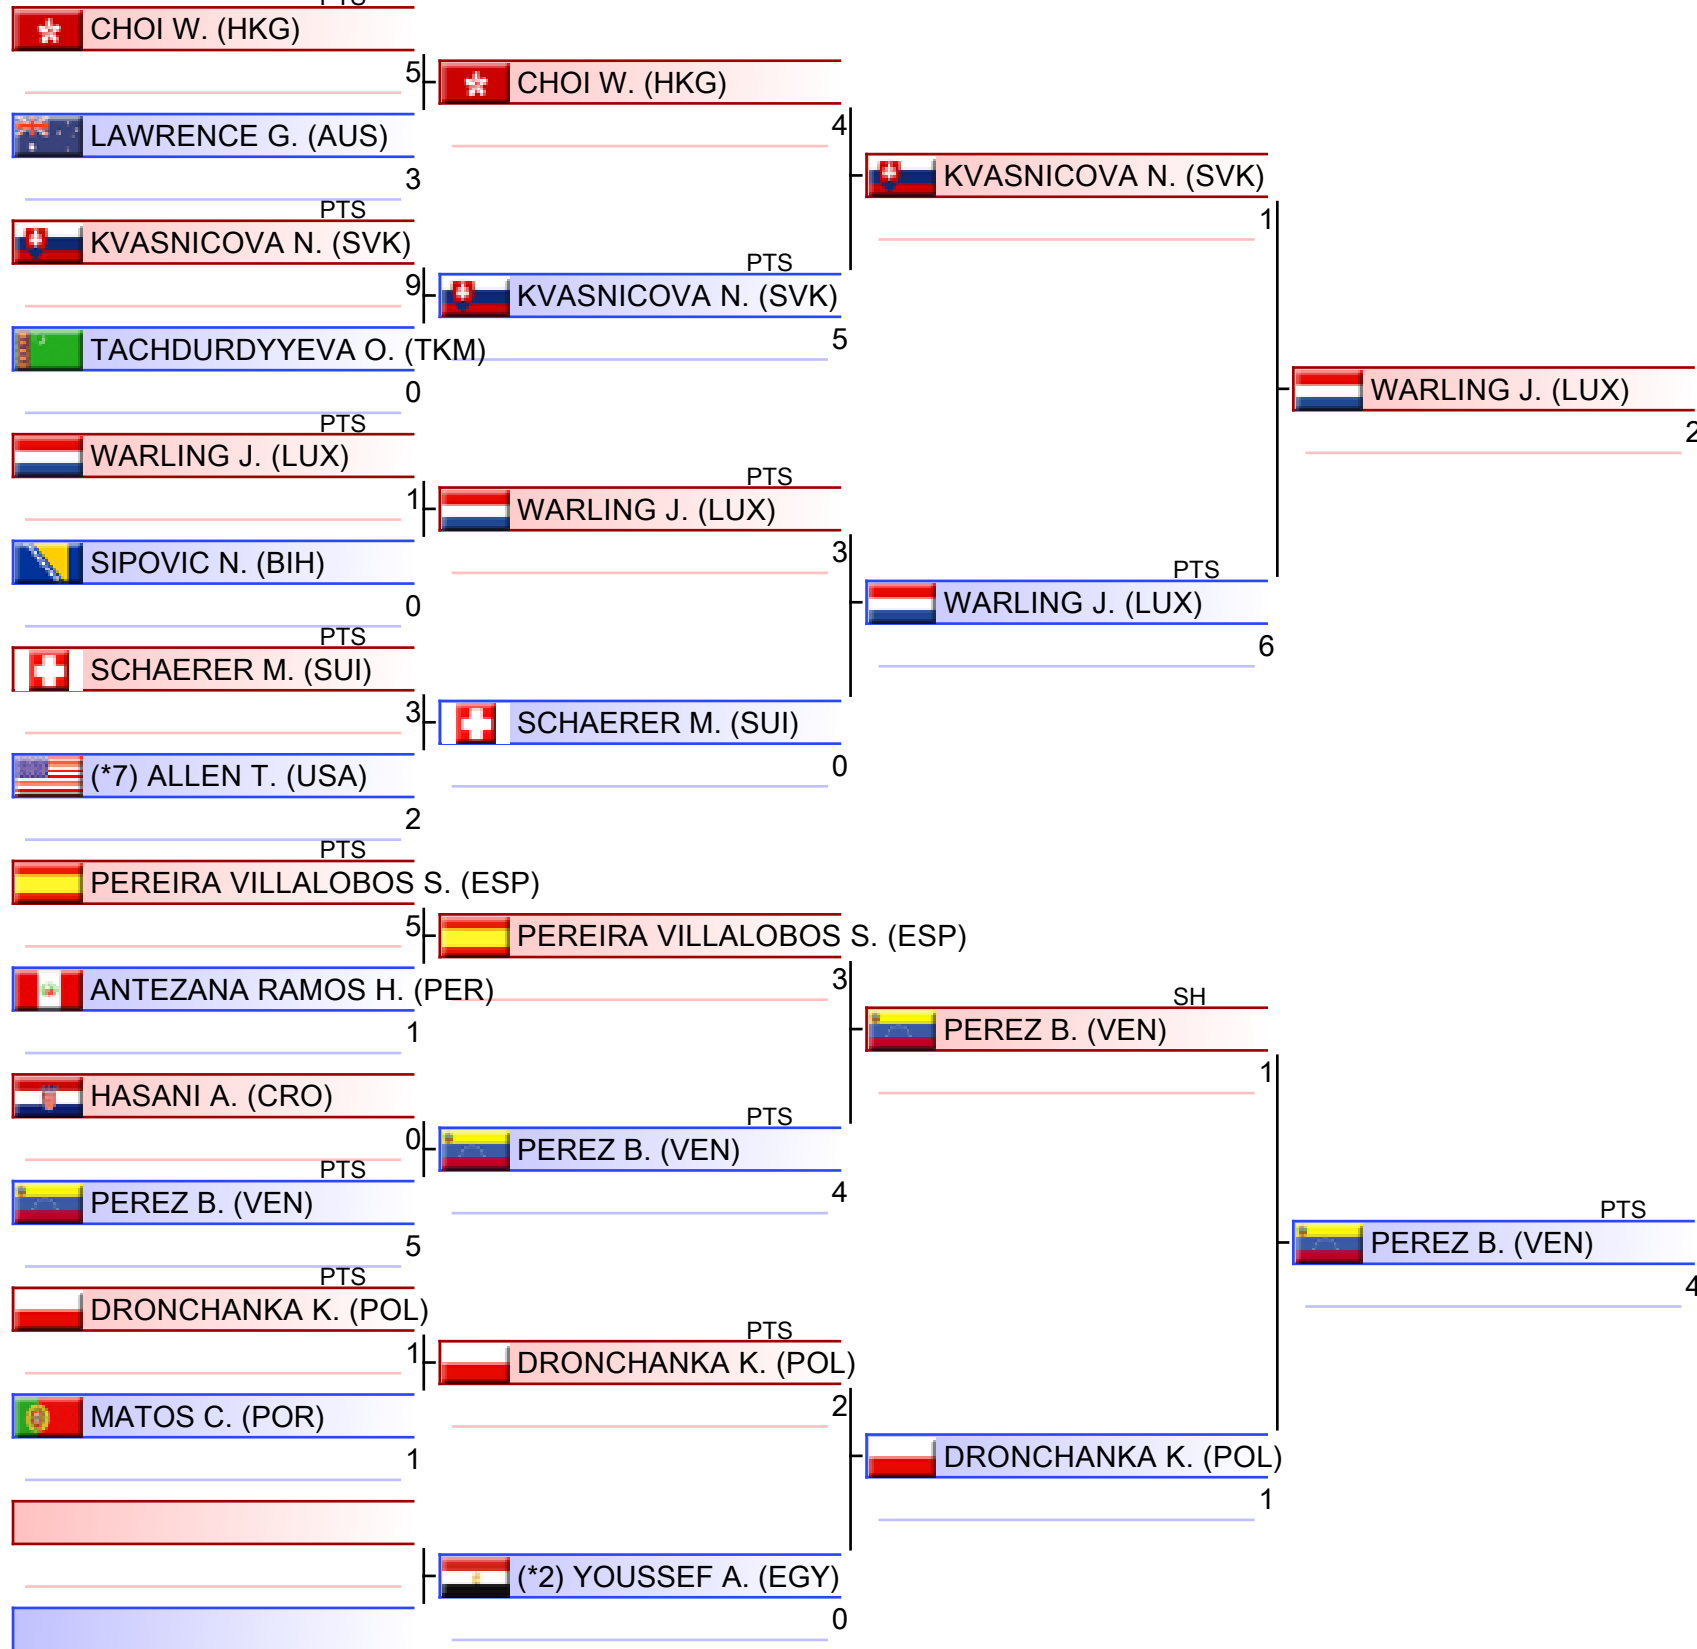 PTS
CHOI W. (HKG)
5
LAWRENCE G. (AUS)
3
PTS
KVASNICOVA N. (SVK)
9
TACHDURDYYEVA O. (TKM)
0
PTS
WARLING J. (LUX)
1
SIPOVIC N. (BIH)
0
PTS
SCHAERER M. (SUI)
3
(*7) ALLEN T. (USA)
2
PTS
PEREIRA VILLALOBOS S. (ESP)
5
ANTEZANA RAMOS H. (PER)
1
HASANI A. (CRO)
0
PTS
PEREZ B. (VEN)
5
PTS
DRONCHANKA K. (POL)
1
MATOS C. (POR)
1
CHOI W. (HKG)
4
PTS
KVASNICOVA N. (SVK)
5
PTS
WARLING J. (LUX)
3
SCHAERER M. (SUI)
0
PEREIRA VILLALOBOS S. (ESP)
3
PTS
PEREZ B. (VEN)
4
PTS
DRONCHANKA K. (POL)
2
(*2) YOUSSEF A. (EGY)
0
KVASNICOVA N. (SVK)
1
PTS
WARLING J. (LUX)
6
SH
PEREZ B. (VEN)
1
DRONCHANKA K. (POL)
1
WARLING J. (LUX)
2
PTS
PEREZ B. (VEN)
4